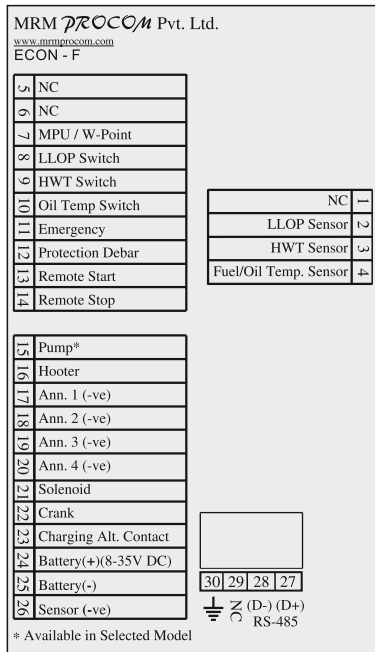 MRM PROCOM Pvt. Ltd.
www.mrmprocom.com
ECON - F
5 NC
6 NC
7 MPU / W-Point
8 LLOP Switch
9 HWT Switch
10 Oil Temp Switch
11 Emergency
12 Protection Debar
13 Remote Start
14 Remote Stop
NC 1
LLOP Sensor 2
HWT Sensor 3
Fuel/Oil Temp. Sensor 4
15 Pump*
16 Hooter
17 Ann. 1 (-ve)
18 Ann. 2 (-ve)
19 Ann. 3 (-ve)
20 Ann. 4 (-ve)
21 Solenoid
22 Crank
23 Charging Alt. Contact
24 Battery(+)(8-35V DC)
25 Battery(-)
26 Sensor (-ve)
30 29 28 27
NC (D-) (D+)
RS-485
* Available in Selected Model